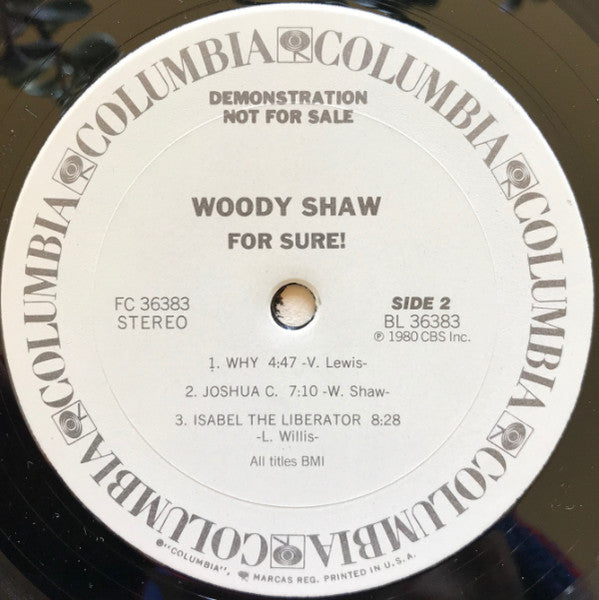 COLUMBIA COLUMBIA COLUMBIA COLUMBIA COLUMBIA COLUMBIA
DEMONSTRATION
NOT FOR SALE
WOODY SHAW
FOR SURE!
FC 36383
STEREO
SIDE 2
BL 36383
℗ 1980 CBS Inc.
1. WHY 4:47 -V. Lewis-
2. JOSHUA C. 7:10 -W. Shaw-
3. ISABEL THE LIBERATOR 8:28
-L. Willis-
All titles BMI
®"COLUMBIA", MARCAS REG. PRINTED IN U.S.A.